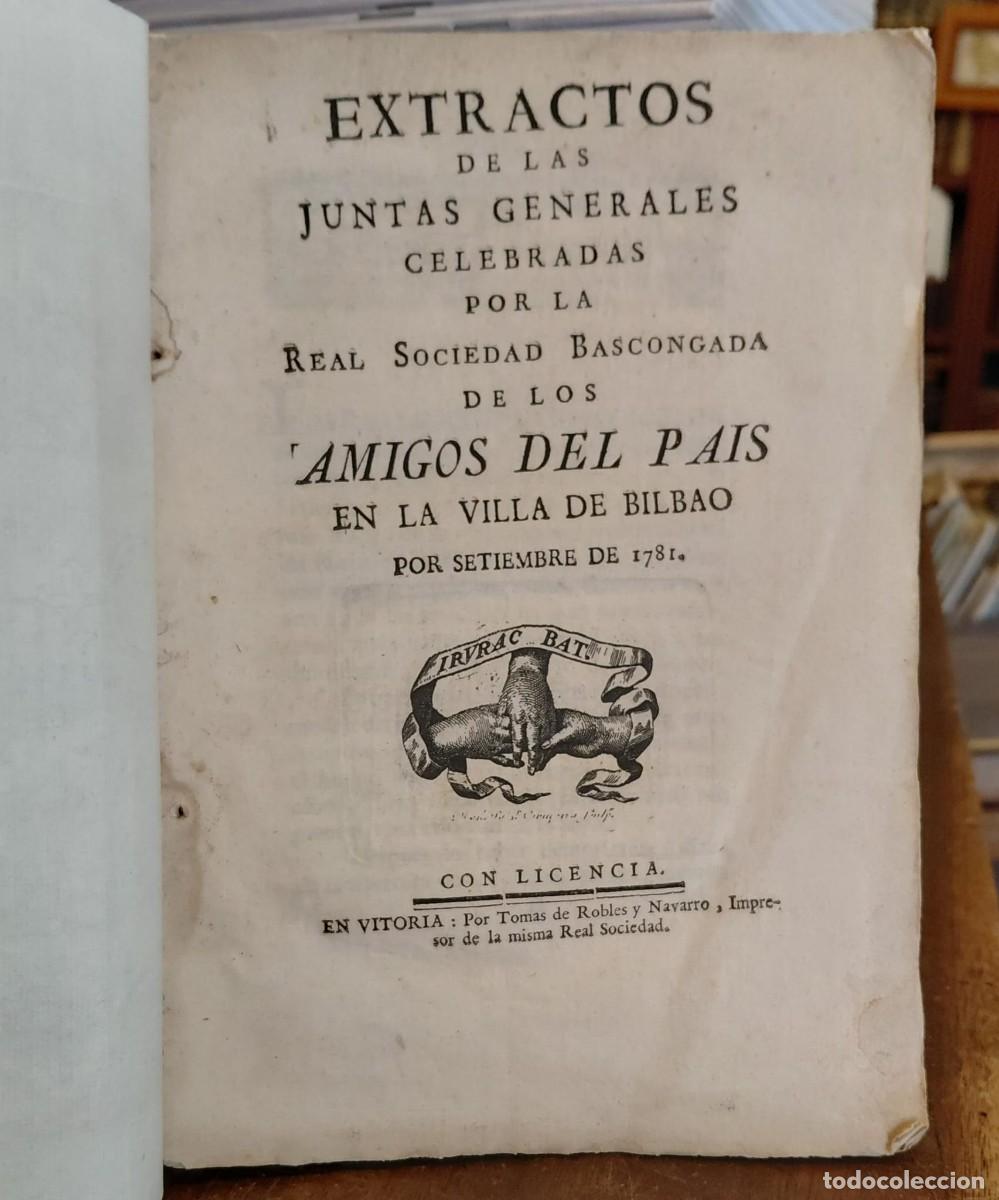 EXTRACTOS
DE LAS
JUNTAS GENERALES
CELEBRADAS
POR LA
REAL SOCIEDAD BASCONGADA
DE LOS
AMIGOS DEL PAIS
EN LA VILLA DE BILBAO
POR SETIEMBRE DE 1781.
IRVRAC BAT.
CON LICENCIA.
EN VITORIA : Por Tomas de Robles y Navarro, Impre-
sor de la misma Real Sociedad.
todocoleccion